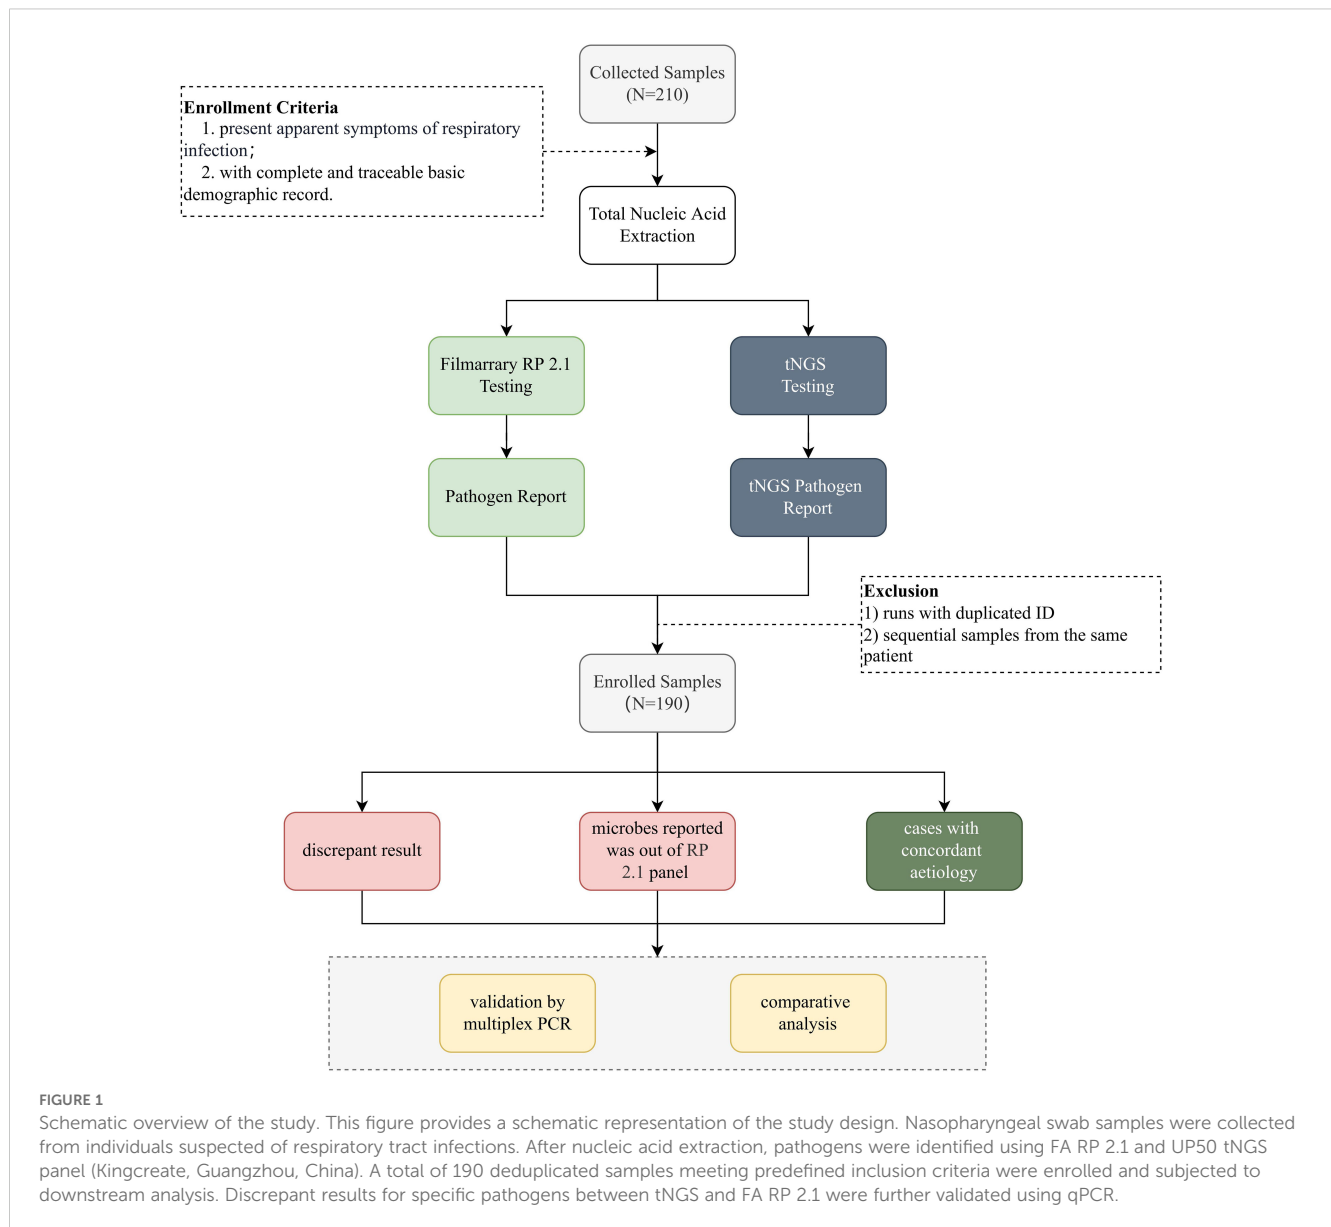 Collected Samples
(N=210)
Enrollment Criteria
1. present apparent symptoms of respiratory
infection;
2. with complete and traceable basic
demographic record.
Total Nucleic Acid
Extraction
Filmarrary RP 2.1
Testing
tNGS
Testing
Pathogen Report
tNGS Pathogen
Report
Exclusion
1) runs with duplicated ID
2) sequential samples from the same
patient
Enrolled Samples
(N=190)
discrepant result
microbes reported
was out of RP
2.1 panel
cases with
concordant
aetiology
validation by
multiplex PCR
comparative
analysis
FIGURE 1
Schematic overview of the study. This figure provides a schematic representation of the study design. Nasopharyngeal swab samples were collected
from individuals suspected of respiratory tract infections. After nucleic acid extraction, pathogens were identified using FA RP 2.1 and UP50 tNGS
panel (Kingcreate, Guangzhou, China). A total of 190 deduplicated samples meeting predefined inclusion criteria were enrolled and subjected to
downstream analysis. Discrepant results for specific pathogens between tNGS and FA RP 2.1 were further validated using qPCR.